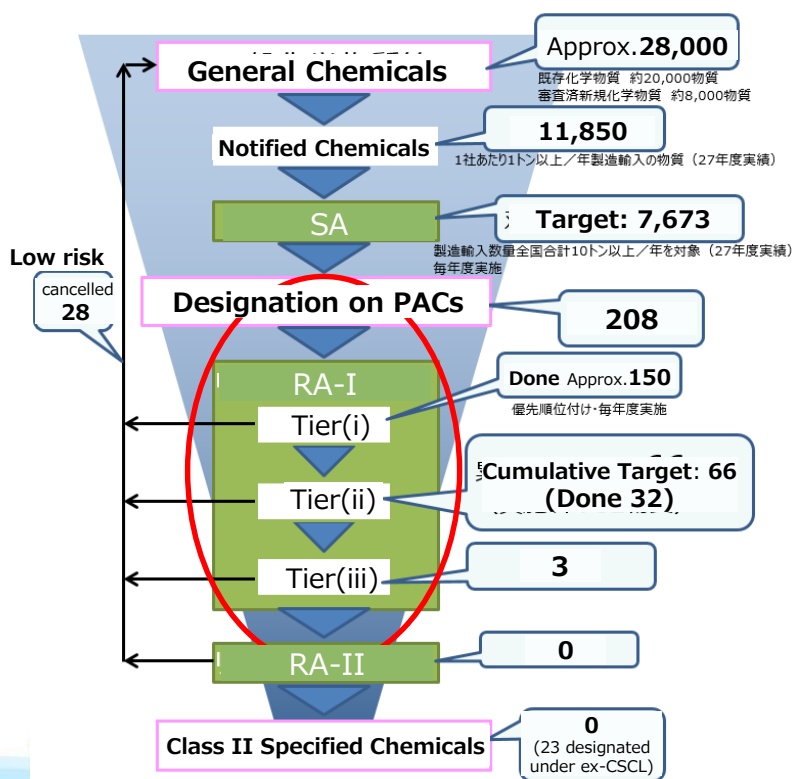 General Chemicals
Approx.28,000
既存化学物質 約20,000物質
審査済新規化学物質 約8,000物質
Notified Chemicals
11,850
1社あたり1トン以上／年製造輸入の物質（27年度実績）
SA
Target: 7,673
製造輸入数量全国合計10トン以上／年を対象（27年度実績）
毎年度実施
Low risk
cancelled
28
Designation on PACs
208
RA-I
Done Approx.150
優先順位付け・毎年度実施
Tier(i)
Cumulative Target: 66
(Done 32)
Tier(ii)
Tier(iii)
3
RA-II
0
Class II Specified Chemicals
0
(23 designated
under ex-CSCL)